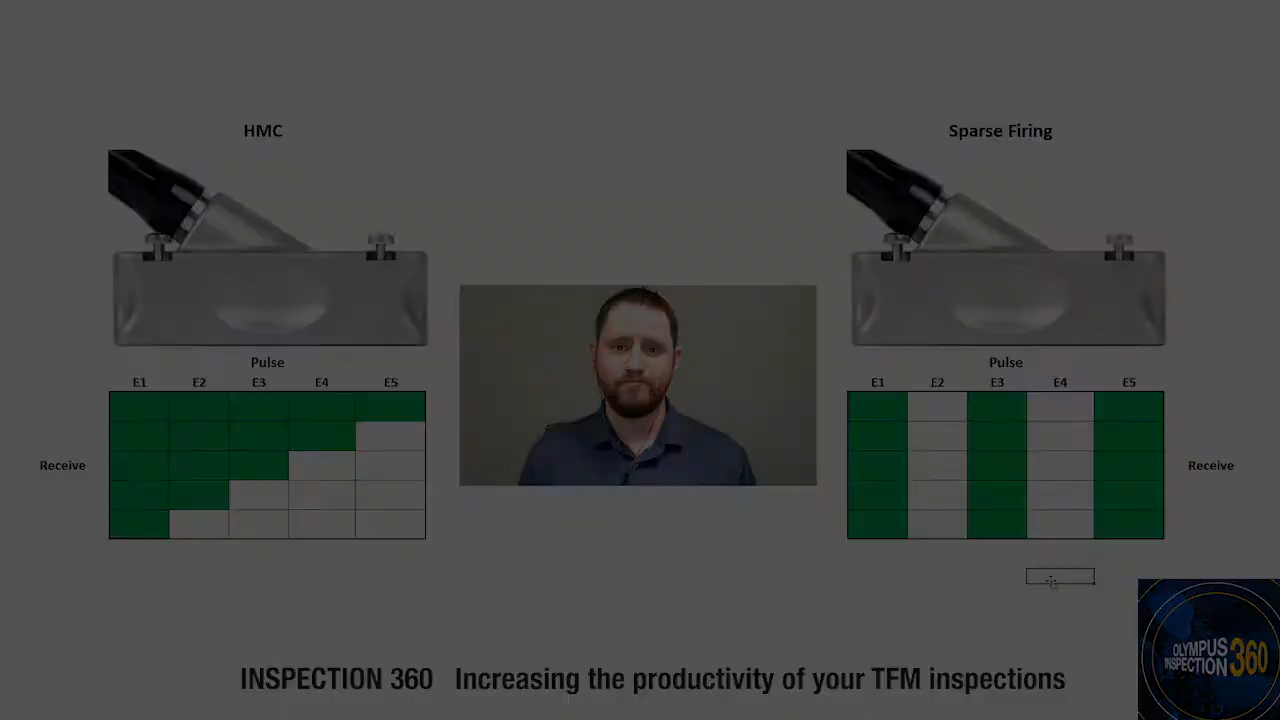 HMC
Sparse Firing
Pulse
E1 E2 E3 E4 E5
Receive
Pulse
E1 E2 E3 E4 E5
Receive
INSPECTION 360 Increasing the productivity of your TFM inspections
OLYMPUS
INSPECTION 360